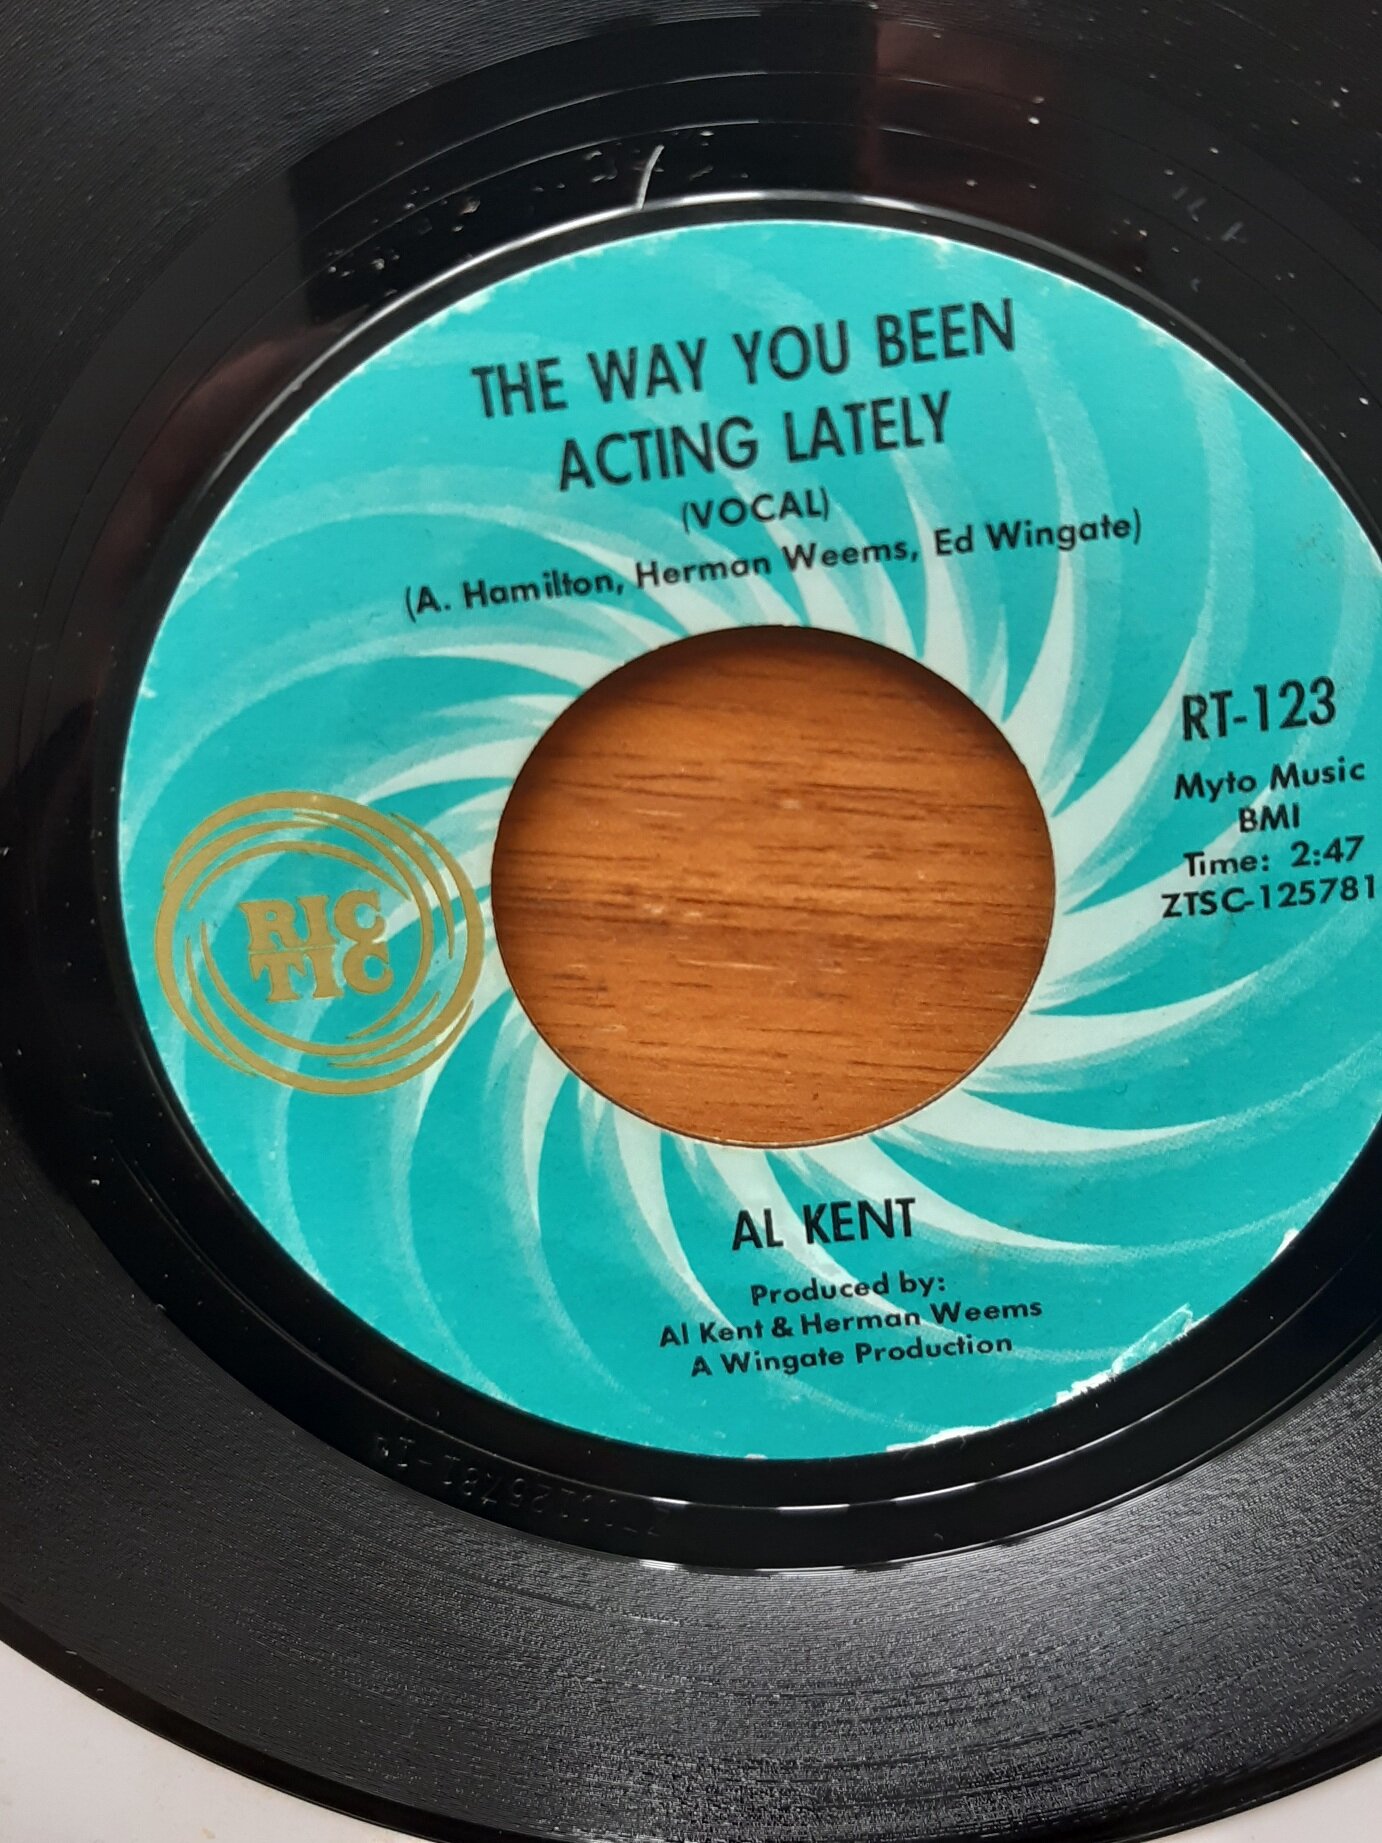 THE WAY YOU BEEN
ACTING LATELY
(VOCAL)
(A. Hamilton, Herman Weems, Ed Wingate)
RT-123
Myto Music
BMI
Time: 2:47
ZTSC-125781
RIC
TIC
AL KENT
Produced by:
Al Kent & Herman Weems
A Wingate Production